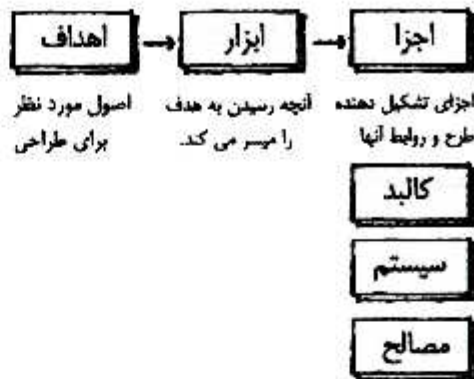 اهداف
ابزار
اجزا
اصول مورد نظر
برای طراحی
آنچه رسیدن به هدف
را میسر می کند.
اجزای تشکیل دهنده
طرح و روابط آنها
کالبد
سیستم
مصالح